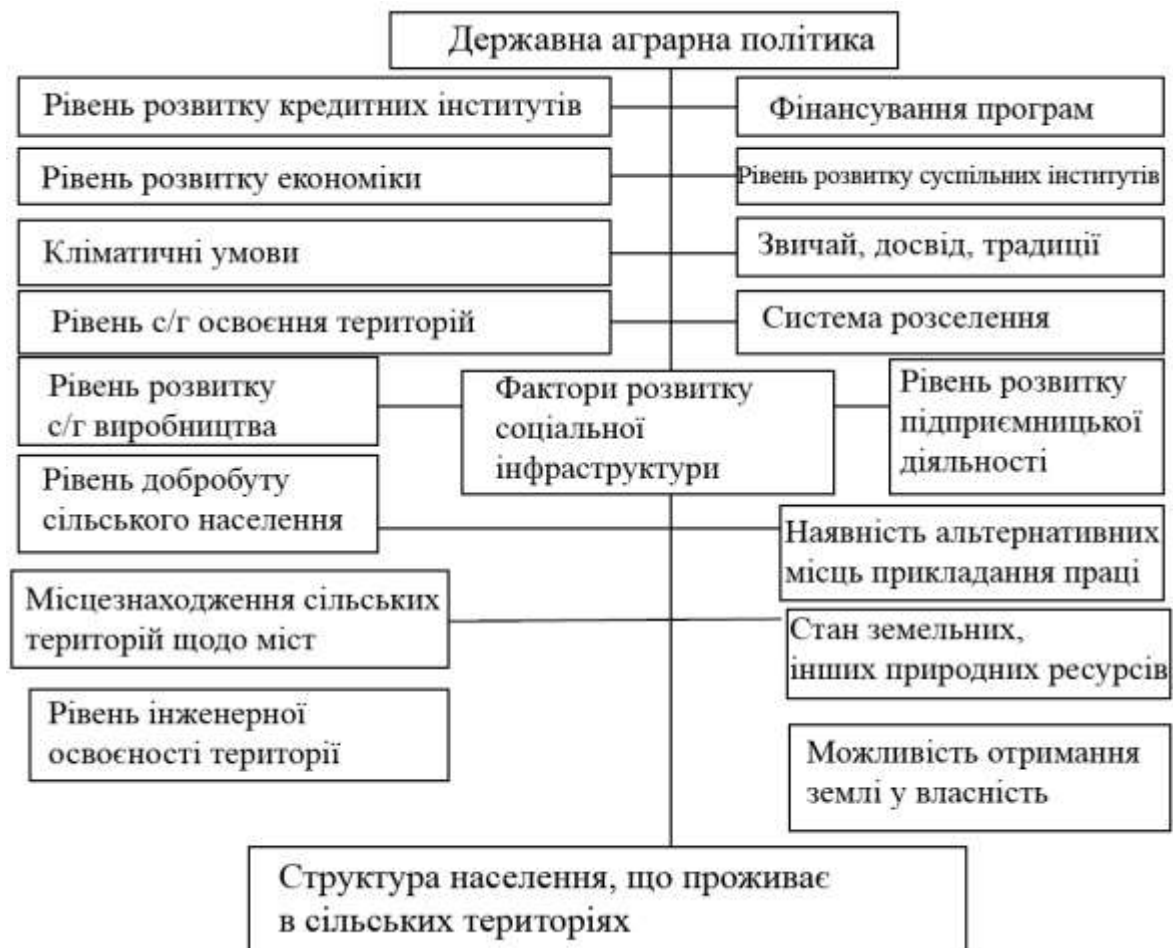 Державна аграрна політика
Рівень розвитку кредитних інститутів
Фінансування програм
Рівень розвитку економіки
Рівень розвитку суспільних інститутів
Кліматичні умови
Звичай, досвід, традиції
Рівень с/г освоєння територій
Система розселення
Рівень розвитку
с/г виробництва
Фактори розвитку
соціальної
інфраструктури
Рівень розвитку
підприємницької
діяльності
Рівень добробуту
сільського населення
Наявність альтернативних
місць прикладання праці
Місцезнаходження сільських
територій щодо міст
Стан земельних,
інших природних ресурсів
Рівень інженерної
освоєності території
Можливість отримання
землі у власність
Структура населення, що проживає
в сільських територіях